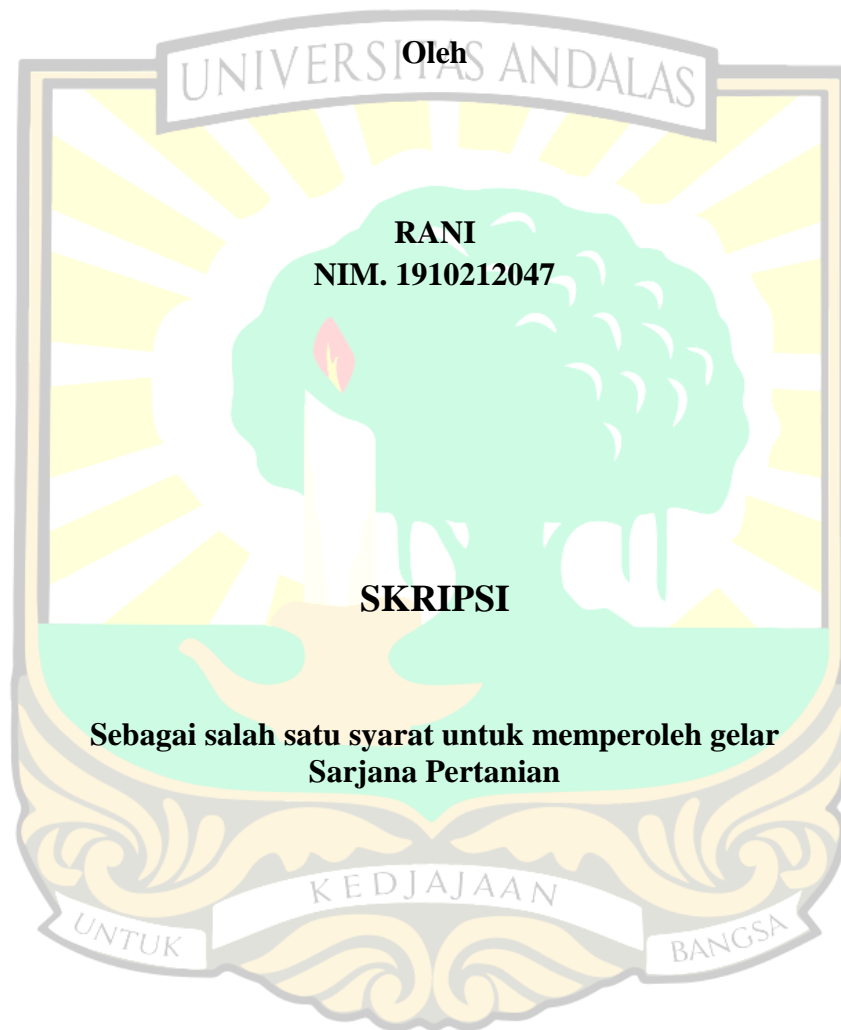 UNIVERSITAS ANDALAS
Oleh
RANI
NIM. 1910212047
SKRIPSI
Sebagai salah satu syarat untuk memperoleh gelar
Sarjana Pertanian
UNTUK KEDJAJAAN BANGSA